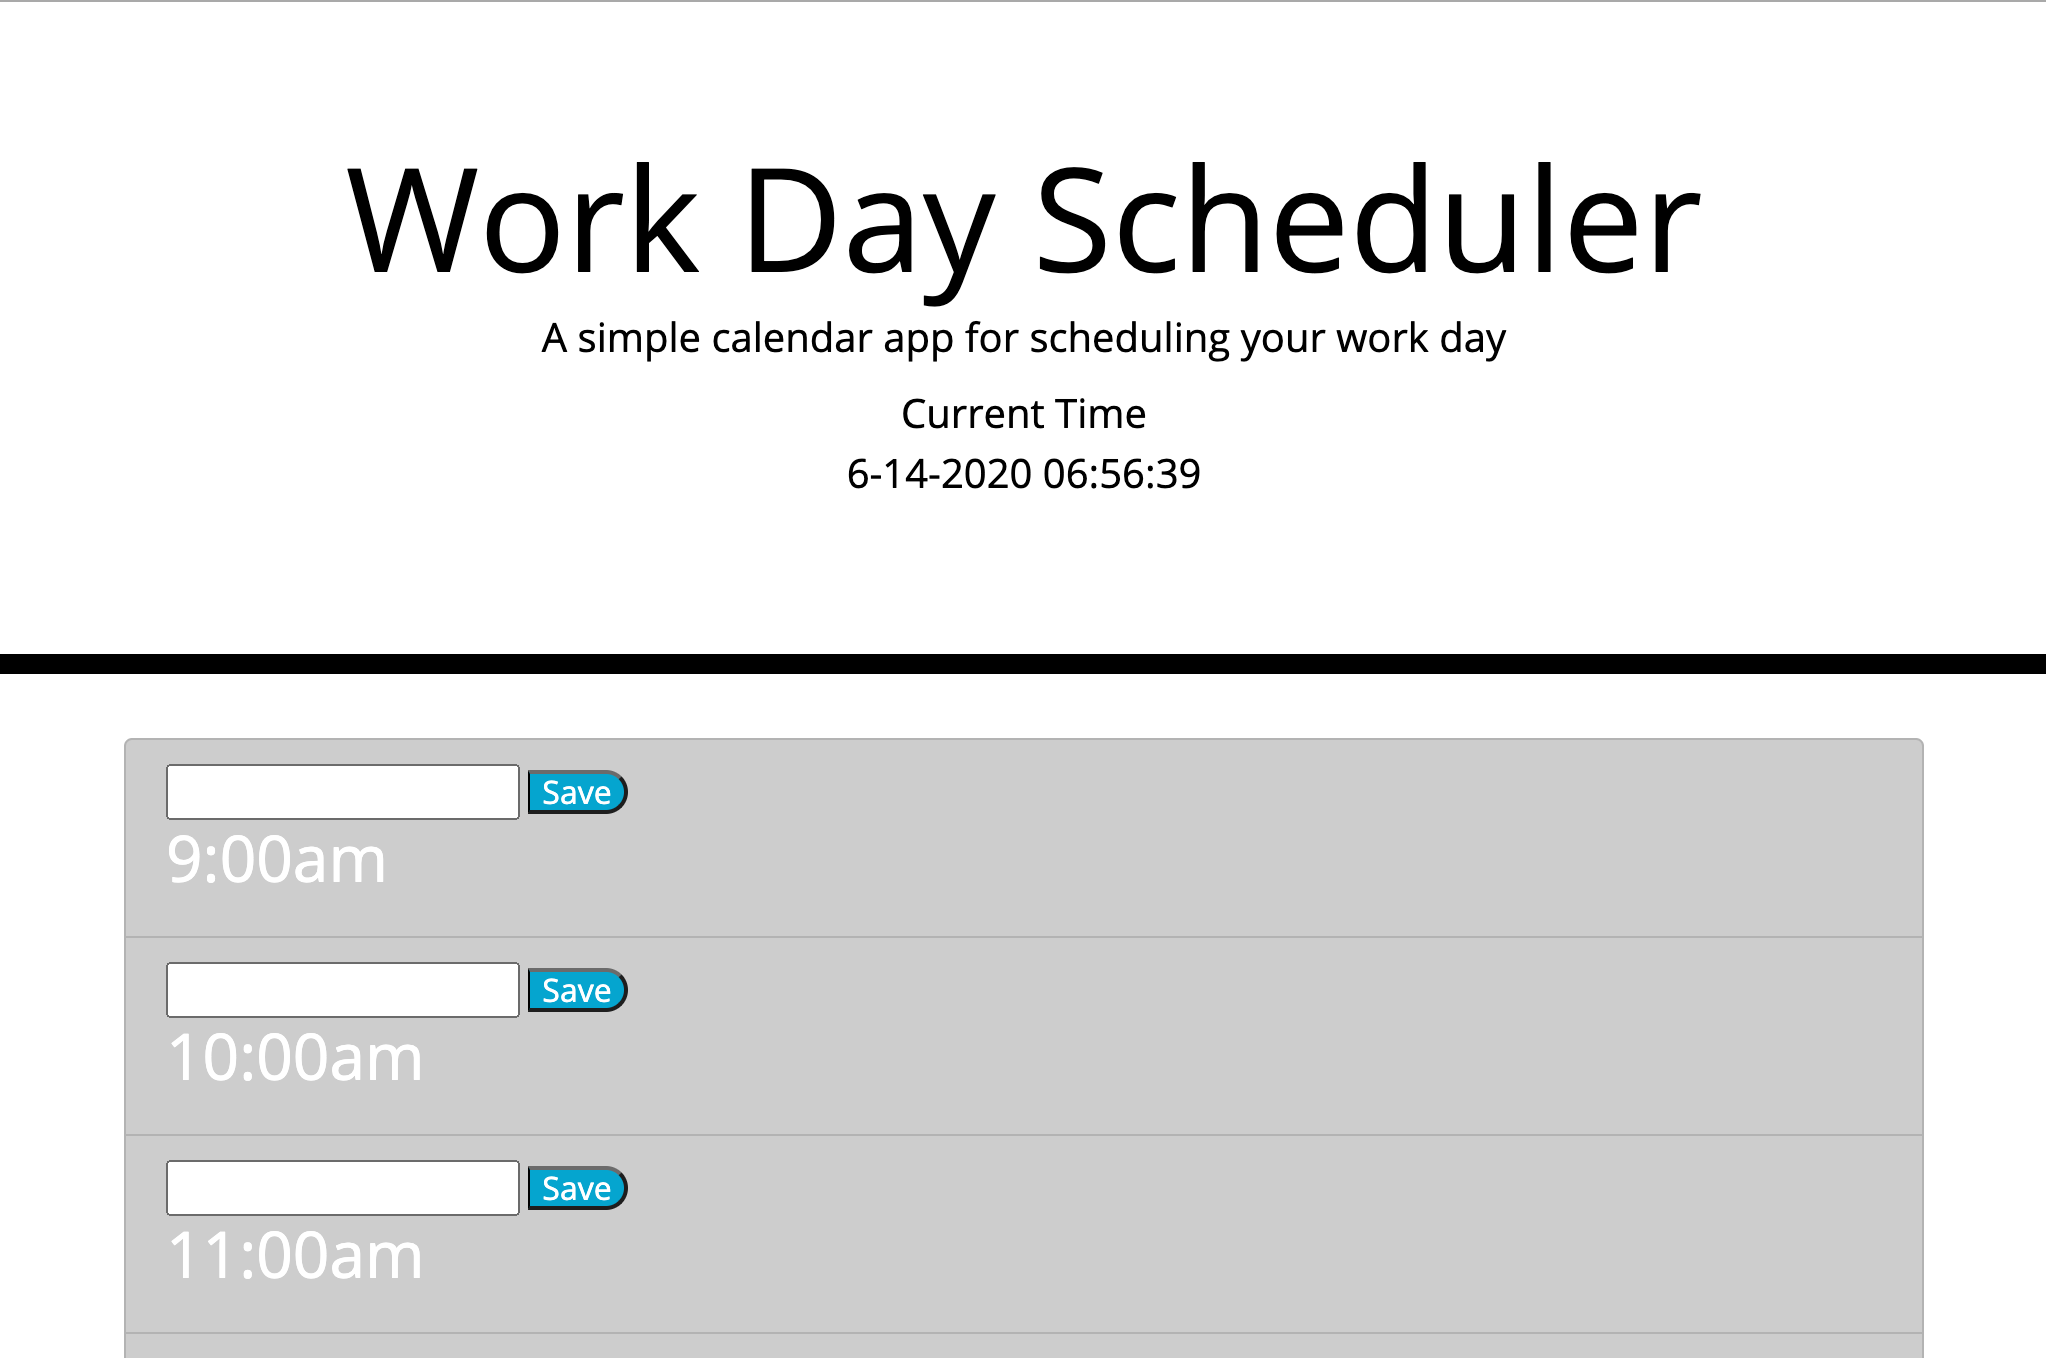 Work Day Scheduler
A simple calendar app for scheduling your work day
Current Time
6-14-2020 06:56:39
Save
9:00am
Save
10:00am
Save
11:00am